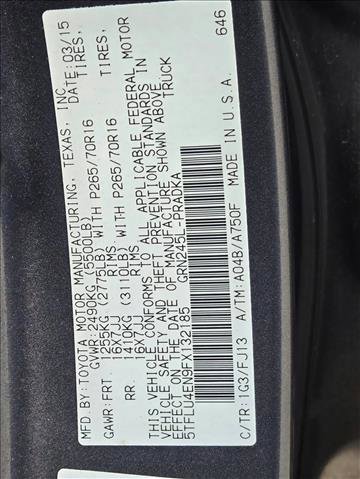 MFD.BY:TOYOTA MOTOR MANUFACTURING, TEXAS, INC. DATE:03/15
GVWR:2490KG (5500LB)
GAWR:FRT. 1255KG (2775LB) WITH P265/70R16 TIRES,
16X7JJ RIMS
RR. 1410KG (3110LB) WITH P265/70R16 TIRES,
16X7JJ RIMS
THIS VEHICLE CONFORMS TO ALL APPLICABLE FEDERAL MOTOR
VEHICLE SAFETY AND THEFT PREVENTION STANDARDS IN
EFFECT ON THE DATE OF MANUFACTURE SHOWN ABOVE.
5TFLU4EN9FX132185 TRUCK
GRN245L-PRADKA
C/TR:1G3/FJ13 A/TM:A04B/A750F MADE IN U.S.A. 646